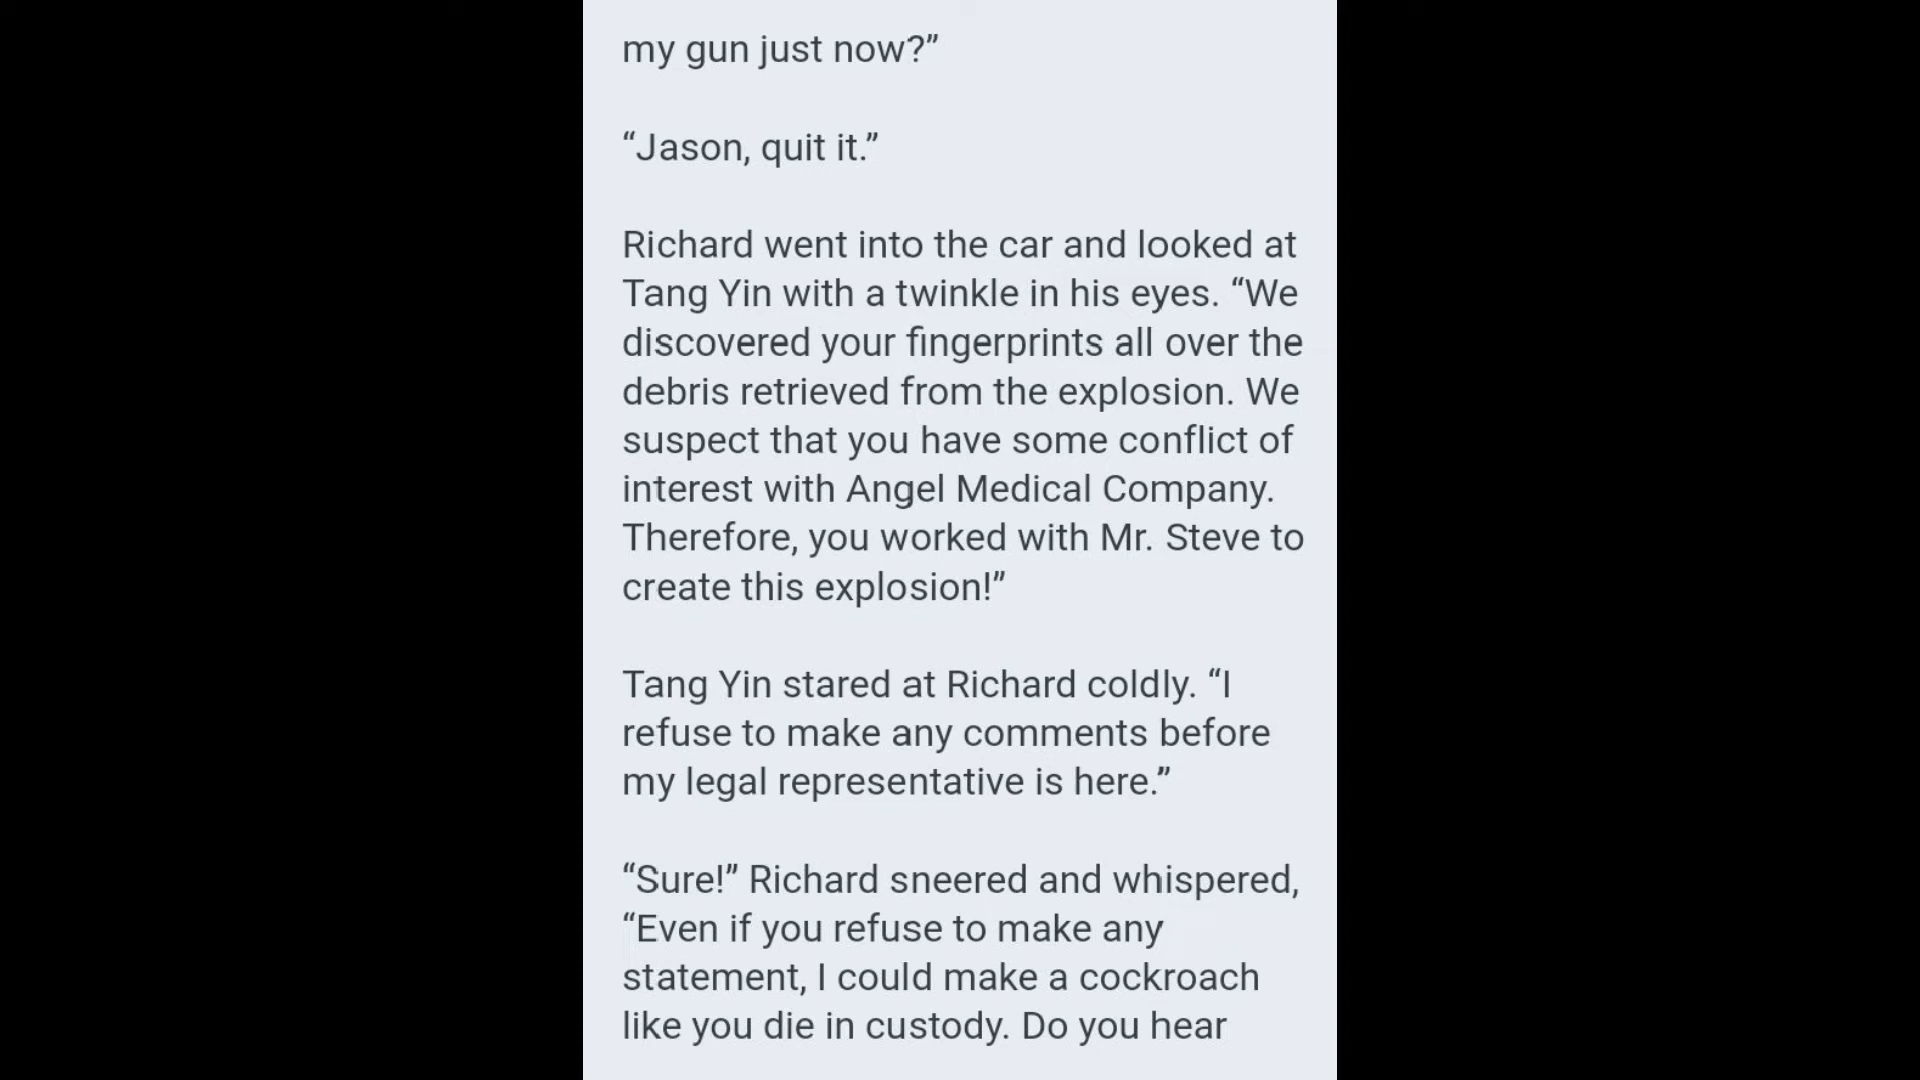 my gun just now?”
“Jason, quit it.”
Richard went into the car and looked at
Tang Yin with a twinkle in his eyes. “We
discovered your fingerprints all over the
debris retrieved from the explosion. We
suspect that you have some conflict of
interest with Angel Medical Company.
Therefore, you worked with Mr. Steve to
create this explosion!”
Tang Yin stared at Richard coldly. “I
refuse to make any comments before
my legal representative is here.”
“Sure!” Richard sneered and whispered,
“Even if you refuse to make any
statement, I could make a cockroach
like you die in custody. Do you hear